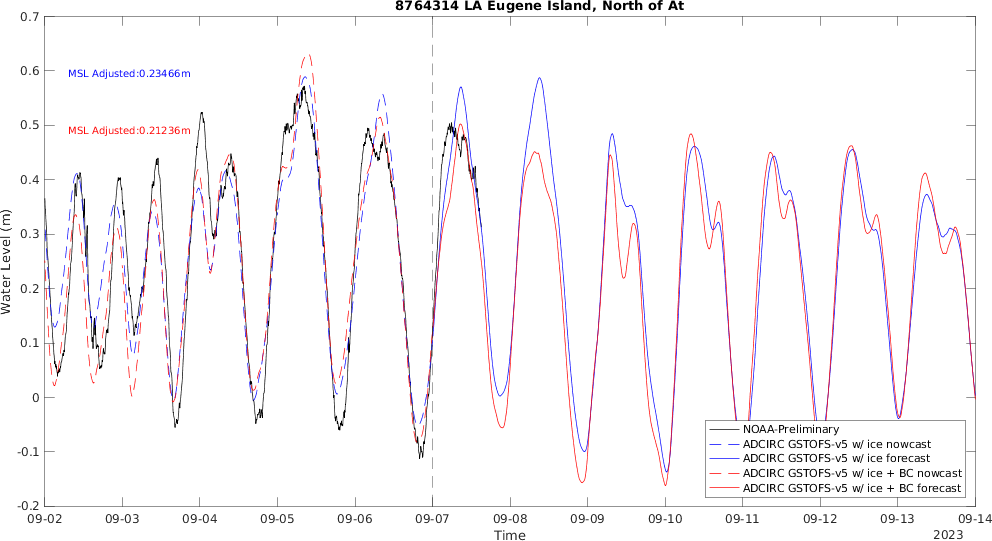 8764314 LA Eugene Island, North of At
0.7
0.6
0.5
0.4
0.3
0.2
0.1
0
-0.1
-0.2
Water Level (m)
MSL Adjusted:0.23466m
MSL Adjusted:0.21236m
NOAA-Preliminary
ADCIRC GSTOFS-v5 w/ ice nowcast
ADCIRC GSTOFS-v5 w/ ice forecast
ADCIRC GSTOFS-v5 w/ ice + BC nowcast
ADCIRC GSTOFS-v5 w/ ice + BC forecast
09-02 09-03 09-04 09-05 09-06 09-07 09-08 09-09 09-10 09-11 09-12 09-13 09-14
Time
2023